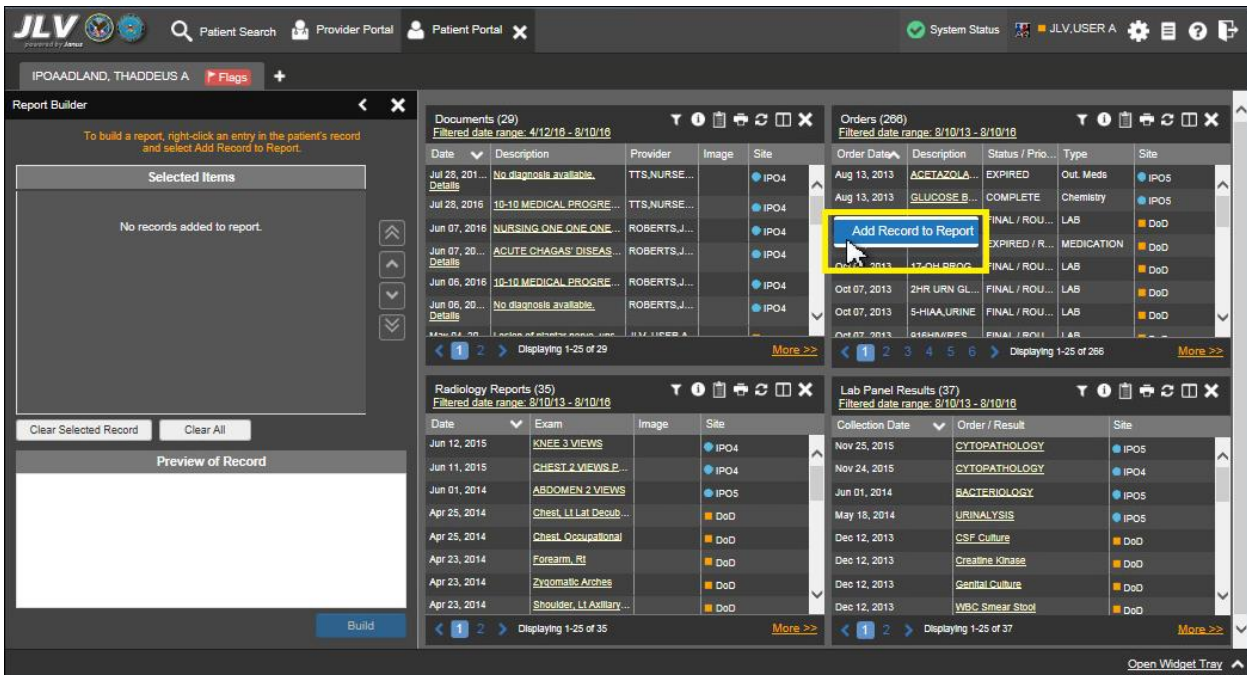 JLV
powered by Janus
Patient Search
Provider Portal
Patient Portal
System Status
JLV,USER A
IPOAADLAND, THADDEUS A
Flags
Report Builder
To build a report, right-click an entry in the patient's record
and select Add Record to Report.
Selected Items
No records added to report.
Clear Selected Record Clear All
Preview of Record
Build
Documents (29)
Filtered date range: 4/12/16 - 8/10/16
Date Description Provider Image Site
Jul 28, 201... No diagnosis available. TTS,NURSE... IPO4
Details
Jul 28, 2016 10-10 MEDICAL PROGRE... TTS,NURSE... IPO4
Jun 07, 2016 NURSING ONE ONE ONE... ROBERTS,J... IPO4
Jun 07, 20... ACUTE CHAGAS' DISEAS... ROBERTS,J... IPO4
Details
Jun 06, 2016 10-10 MEDICAL PROGRE... ROBERTS,J... IPO4
Jun 06, 20... No diagnosis available. ROBERTS,J... IPO4
Details
1 2 Displaying 1-25 of 29 More >>
Orders (266)
Filtered date range: 8/10/13 - 8/10/16
Order Date Description Status / Prio... Type Site
Aug 13, 2013 ACETAZOLA... EXPIRED Out. Meds IPO5
Aug 13, 2013 GLUCOSE B... COMPLETE Chemistry IPO5
Add Record to Report
FINAL / ROU... LAB DoD
EXPIRED / R... MEDICATION DoD
2013 17-OH PROG... FINAL / ROU... LAB DoD
Oct 07, 2013 2HR URN GL... FINAL / ROU... LAB DoD
Oct 07, 2013 5-HIAA,URINE FINAL / ROU... LAB DoD
Oct 07, 2013 FINAL / ROU... LAB
1 2 3 4 5 6 Displaying 1-25 of 266 More >>
Radiology Reports (35)
Filtered date range: 8/10/13 - 8/10/16
Date Exam Image Site
Jun 12, 2015 KNEE 3 VIEWS IPO4
Jun 11, 2015 CHEST 2 VIEWS P... IPO4
Jun 01, 2014 ABDOMEN 2 VIEWS IPO5
Apr 25, 2014 Chest, Lt Lat Decub... DoD
Apr 25, 2014 Chest, Occupational DoD
Apr 23, 2014 Forearm, Rt DoD
Apr 23, 2014 Zygomatic Arches DoD
Apr 23, 2014 Shoulder, Lt Axillary... DoD
1 2 Displaying 1-25 of 35 More >>
Lab Panel Results (37)
Filtered date range: 8/10/13 - 8/10/16
Collection Date Order / Result Site
Nov 25, 2015 CYTOPATHOLOGY IPO5
Nov 24, 2015 CYTOPATHOLOGY IPO4
Jun 01, 2014 BACTERIOLOGY IPO5
May 18, 2014 URINALYSIS IPO5
Dec 12, 2013 CSF Culture DoD
Dec 12, 2013 Creatine Kinase DoD
Dec 12, 2013 Genital Culture DoD
Dec 12, 2013 WBC Smear Stool DoD
1 2 Displaying 1-25 of 37 More >>
Open Widget Tray